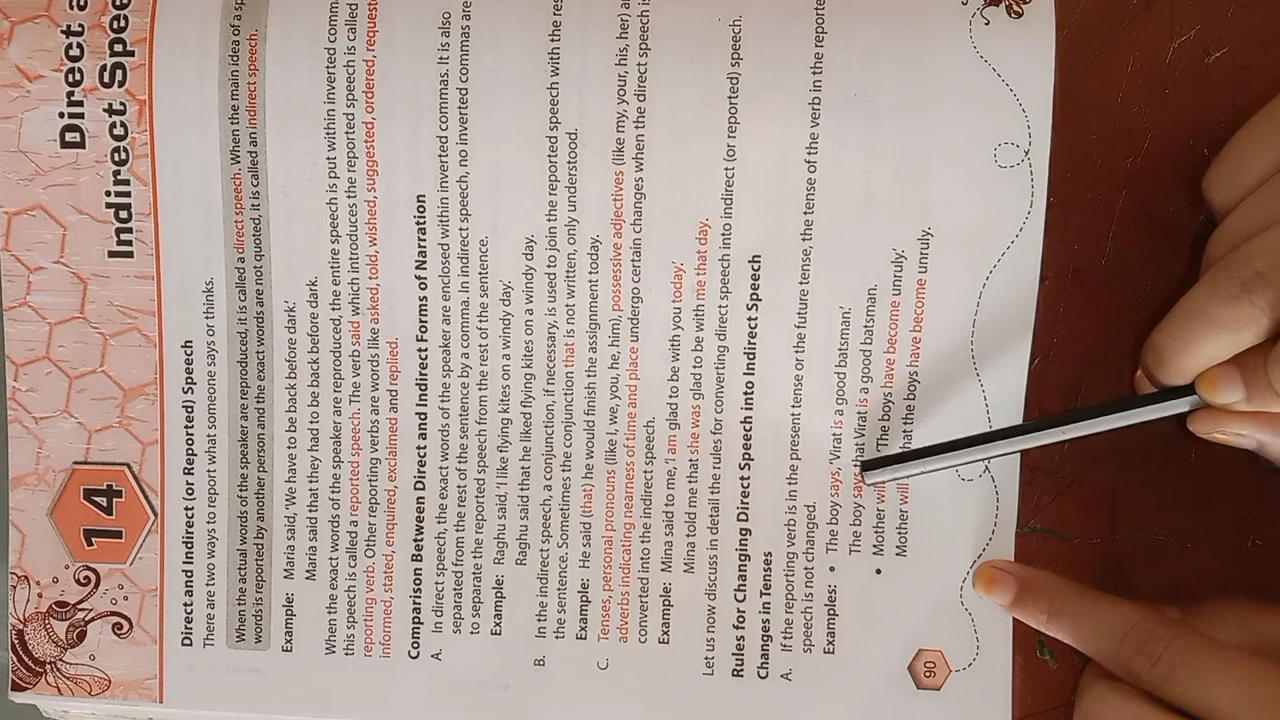 14
Direct a
Indirect Spee
Direct and Indirect (or Reported) Speech
There are two ways to report what someone says or thinks.
When the actual words of the speaker are reproduced, it is called a direct speech. When the main idea of a sp
words is reported by another person and the exact words are not quoted, it is called an indirect speech.
Example: Maria said, 'We have to be back before dark.'
Maria said that they had to be back before dark.
When the exact words of the speaker are reproduced, the entire speech is put within inverted comm
this speech is called a reported speech. The verb said which introduces the reported speech is called
reporting verb. Other reporting verbs are words like asked, told, wished, suggested, ordered, request
informed, stated, enquired, exclaimed and replied.
Comparison Between Direct and Indirect Forms of Narration
A. In direct speech, the exact words of the speaker are enclosed within inverted commas. It is also
separated from the rest of the sentence by a comma. In indirect speech, no inverted commas are
to separate the reported speech from the rest of the sentence.
Example: Raghu said, 'I like flying kites on a windy day.'
Raghu said that he liked flying kites on a windy day.
B. In the indirect speech, a conjunction, if necessary, is used to join the reported speech with the res
the sentence. Sometimes the conjunction that is not written, only understood.
Example: He said (that) he would finish the assignment today.
C. Tenses, personal pronouns (like I, we, you, he, him), possessive adjectives (like my, your, his, her) a
adverbs indicating nearness of time and place undergo certain changes when the direct speech i
converted into the indirect speech.
Example: Mina said to me, 'I am glad to be with you today.'
Mina told me that she was glad to be with me that day.
Let us now discuss in detail the rules for converting direct speech into indirect (or reported) speech.
Rules for Changing Direct Speech into Indirect Speech
Changes in Tenses
A. If the reporting verb is in the present tense or the future tense, the tense of the verb in the reporte
speech is not changed.
Examples: • The boy says, 'Virat is a good batsman.'
The boy says that Virat is a good batsman.
• Mother will 'The boys have become unruly.'
Mother will that the boys have become unruly.
90